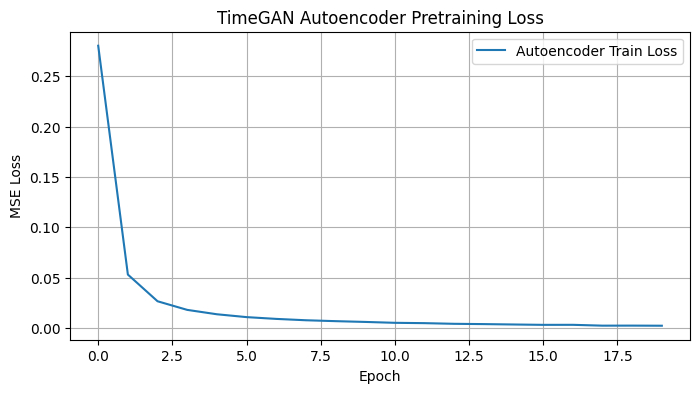 TimeGAN Autoencoder Pretraining Loss
Autoencoder Train Loss
MSE Loss
0.25
0.20
0.15
0.10
0.05
0.00
0.0 2.5 5.0 7.5 10.0 12.5 15.0 17.5
Epoch